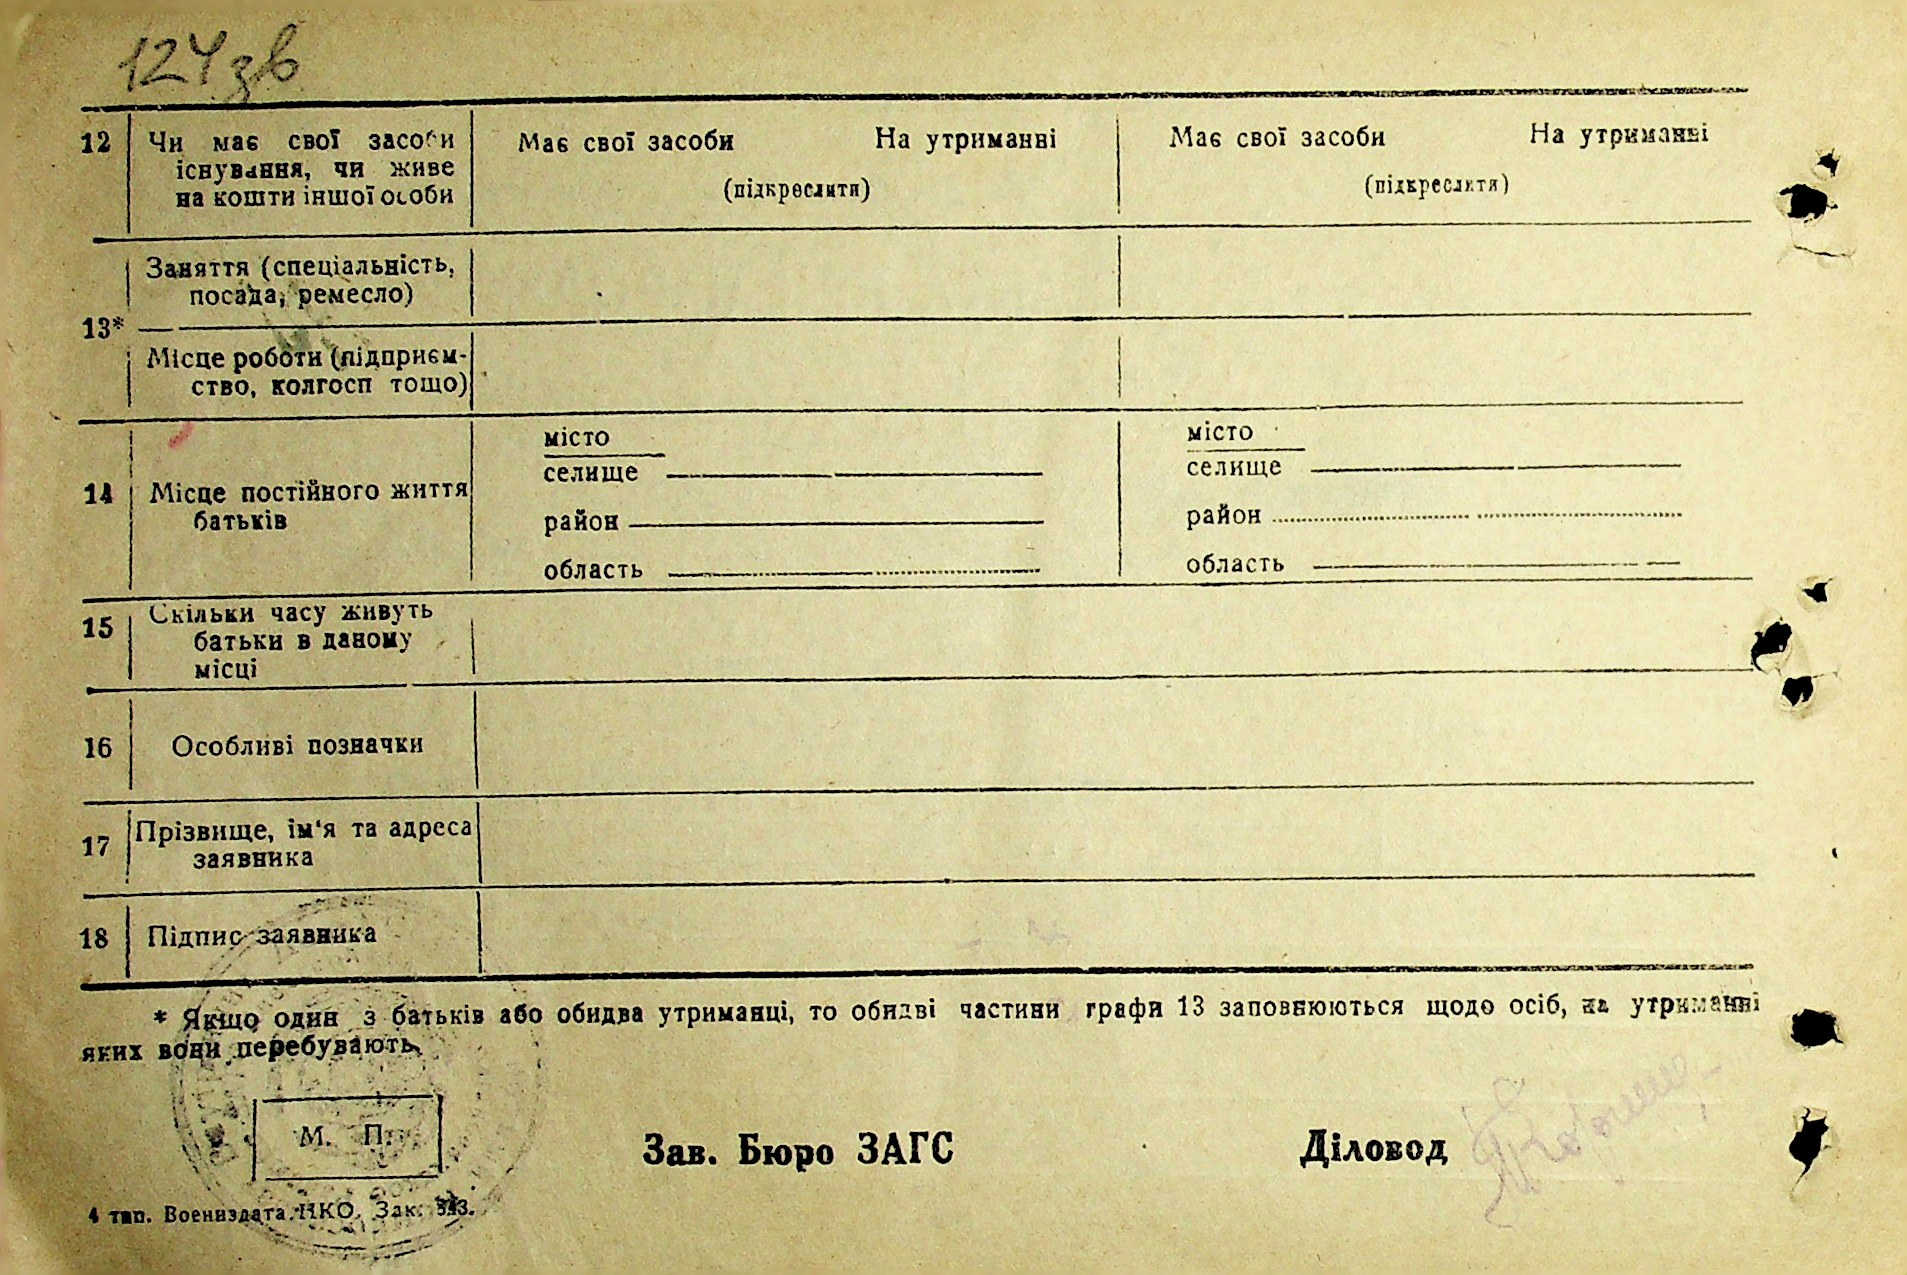 124 зв
12 Чи має свої засоби Має свої засоби На утриманні Має свої засоби На утриманні
існування, чи живе (підкреслити) (підкреслити)
на кошти іншої особи
Заняття (спеціальність,
посада, ремесло)
13*
Місце роботи (підприєм-
ство, колгосп тощо)
місто місто
селище селище
14 Місце постійного життя
батьків
район район
область область
15 Скільки часу живуть
батьки в даному
місці
16 Особливі позначки
17 Прізвище, ім‘я та адреса
заявника
18 Підпис заявника
* Якщо один з батьків або обидва утриманці, то обидві частини графи 13 заповнюються щодо осіб, на утриманні
яких вони перебувають.
М. П. Зав. Бюро ЗАГС Діловод
4 тип. Воениздата НКО. Зак.